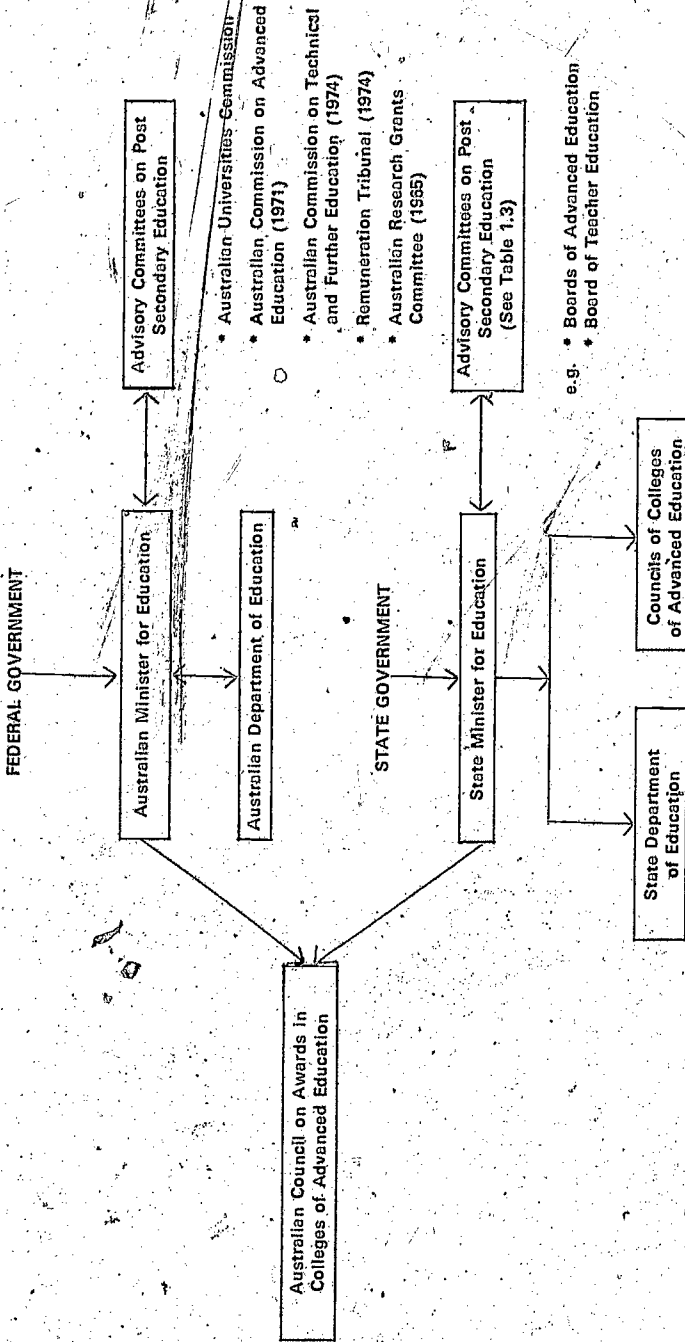 FEDERAL GOVERNMENT
Australian Minister for Education
Advisory Committees on Post
Secondary Education
* Australian Universities Commission
* Australian Commission on Advanced
Education (1971)
* Australian Commission on Technical
and Further Education (1974)
* Remuneration Tribunal (1974)
* Australian Research Grants
Committee (1965)
Australian Department of Education
Australian Council on Awards in
Colleges of Advanced Education
STATE GOVERNMENT
State Minister for Education
Advisory Committees on Post
Secondary Education
(See Table 1.3)
e.g. * Boards of Advanced Education
* Board of Teacher Education
State Department
of Education
Councils of Colleges
of Advanced Education